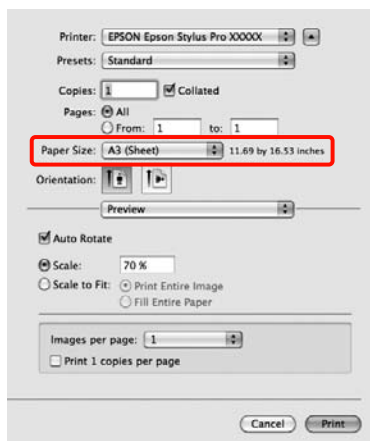 Printer: EPSON Epson Stylus Pro XXXXX
Presets: Standard
Copies: 1 Collated
Pages: All
From: 1 to: 1
Paper Size: A3 (Sheet) 11.69 by 16.53 inches
Orientation:
Preview
Auto Rotate
Scale: 70 %
Scale to Fit: Print Entire Image
Fill Entire Paper
Images per page: 1
Print 1 copies per page
Cancel Print